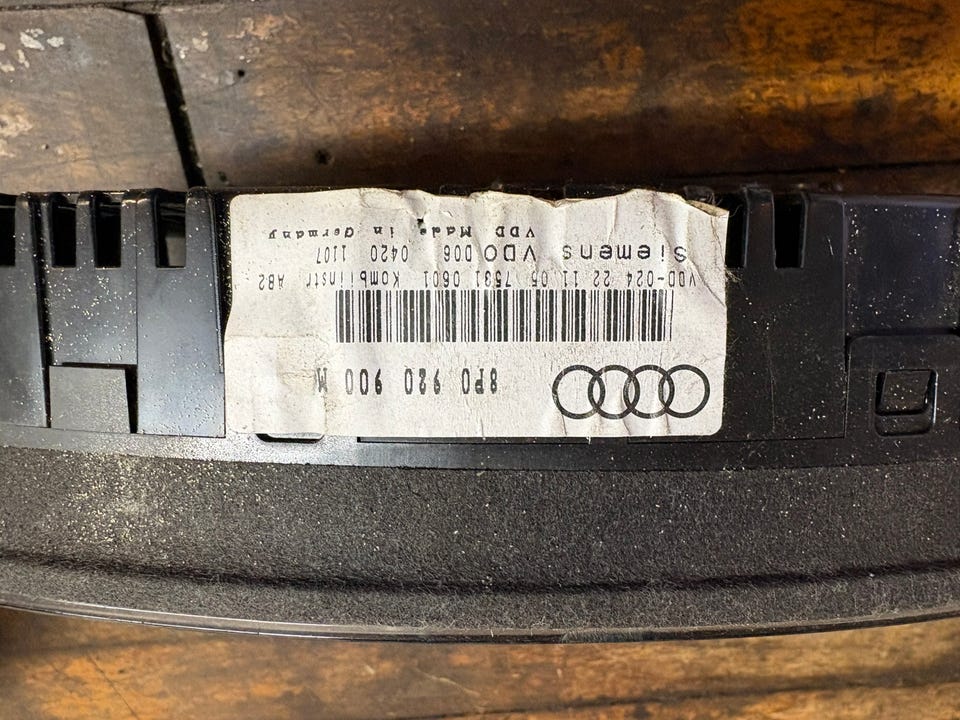 8P0 920 900 M
VDD-024 22 11 05 7531 0601 Kombiinstr AB2
Siemens VDO D06 0420 1107
VDD Made in Germany